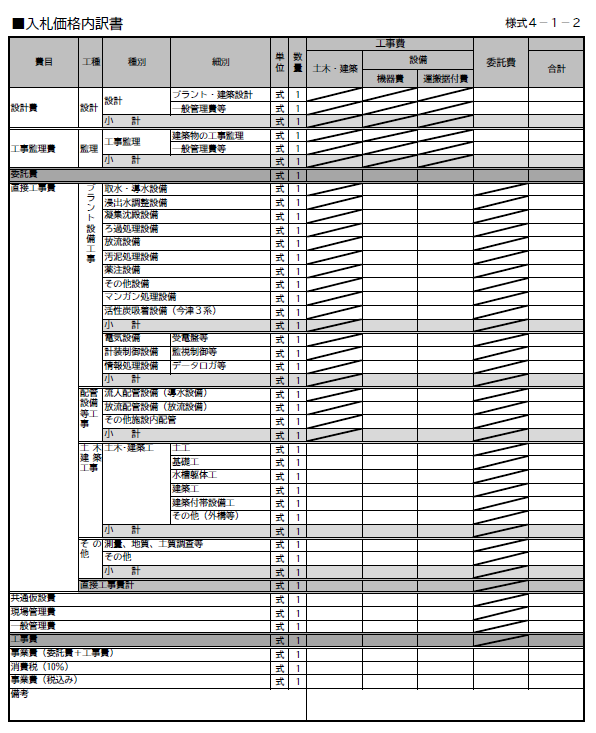 ■入札価格内訳書 様式４－１－２
費目 工種 種別 細別 単位 数量 工事費 委託費 合計
土木・建築 設備
機器費 運搬据付費
設計費 設計 設計 プラント・建築設計 式 1
一般管理費等 式 1
小　計 式 1
工事監理費 監理 工事監理 建築物の工事監理 式 1
一般管理費等 式 1
小　計 式 1
委託費 式 1
直接工事費 プラント設備工事 取水・導水設備 式 1
浸出水調整設備 式 1
凝集沈殿設備 式 1
ろ過処理設備 式 1
放流設備 式 1
汚泥処理設備 式 1
薬注設備 式 1
その他設備 式 1
マンガン処理設備 式 1
活性炭吸着設備（今津３系） 式 1
小　計 式 1
電気設備 受電盤等 式 1
計装制御設備 監視制御等 式 1
情報処理設備 データロガ等 式 1
小　計 式 1
配管設備等工事 流入配管設備（導水設備） 式 1
放流配管設備（放流設備） 式 1
その他施設内配管 式 1
小　計 式 1
土木建築工事 土木・建築工 土工 式 1
基礎工 式 1
水槽躯体工 式 1
建築工 式 1
建築付帯設備工 式 1
その他（外構等） 式 1
小　計 式 1
その他 測量、地質、土質調査等 式 1
その他 式 1
小　計 式 1
直接工事費計 式 1
共通仮設費 式 1
現場管理費 式 1
一般管理費 式 1
工事費 式 1
事業費（委託費＋工事費） 式 1
消費税（10%） 式 1
事業費（税込み） 式 1
備考